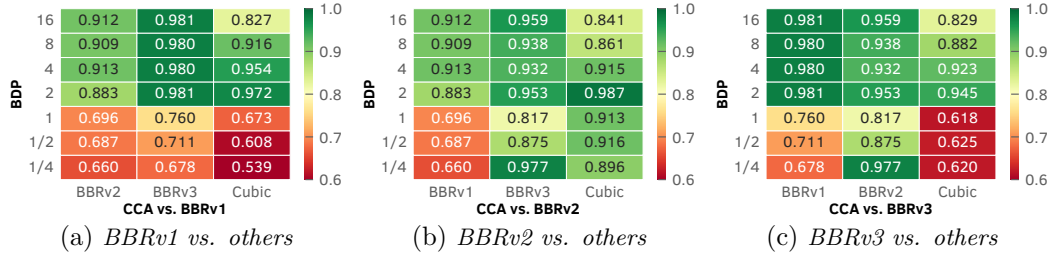 16 0.912 0.981 0.827 1.0
8 0.909 0.980 0.916 0.9
4 0.913 0.980 0.954
BDP
2 0.883 0.981 0.972 0.8
1 0.696 0.760 0.673
1/2 0.687 0.711 0.608 0.7
1/4 0.660 0.678 0.539 0.6
BBRv2 BBRv3 Cubic
CCA vs. BBRv1
(a) BBRv1 vs. others
16 0.912 0.959 0.841 1.0
8 0.909 0.938 0.861 0.9
4 0.913 0.932 0.915
BDP
2 0.883 0.953 0.987 0.8
1 0.696 0.817 0.913
1/2 0.687 0.875 0.916 0.7
1/4 0.660 0.977 0.896 0.6
BBRv1 BBRv3 Cubic
CCA vs. BBRv2
(b) BBRv2 vs. others
16 0.981 0.959 0.829 1.0
8 0.980 0.938 0.882 0.9
4 0.980 0.932 0.923
BDP
2 0.981 0.953 0.945 0.8
1 0.760 0.817 0.618
1/2 0.711 0.875 0.625 0.7
1/4 0.678 0.977 0.620 0.6
BBRv1 BBRv2 Cubic
CCA vs. BBRv3
(c) BBRv3 vs. others